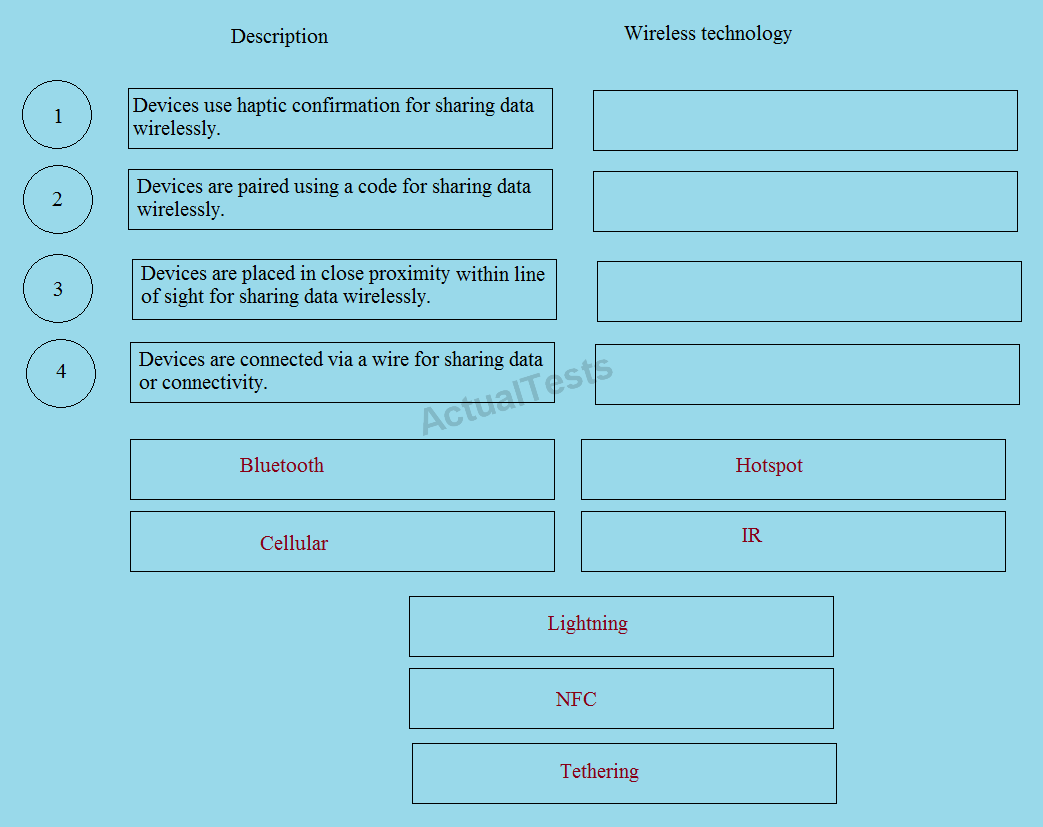 Description
Wireless technology
1
Devices use haptic confirmation for sharing data
wirelessly.
2
Devices are paired using a code for sharing data
wirelessly.
3
Devices are placed in close proximity within line
of sight for sharing data wirelessly.
4
Devices are connected via a wire for sharing data
or connectivity.
ActualTests
Bluetooth
Hotspot
Cellular
IR
Lightning
NFC
Tethering